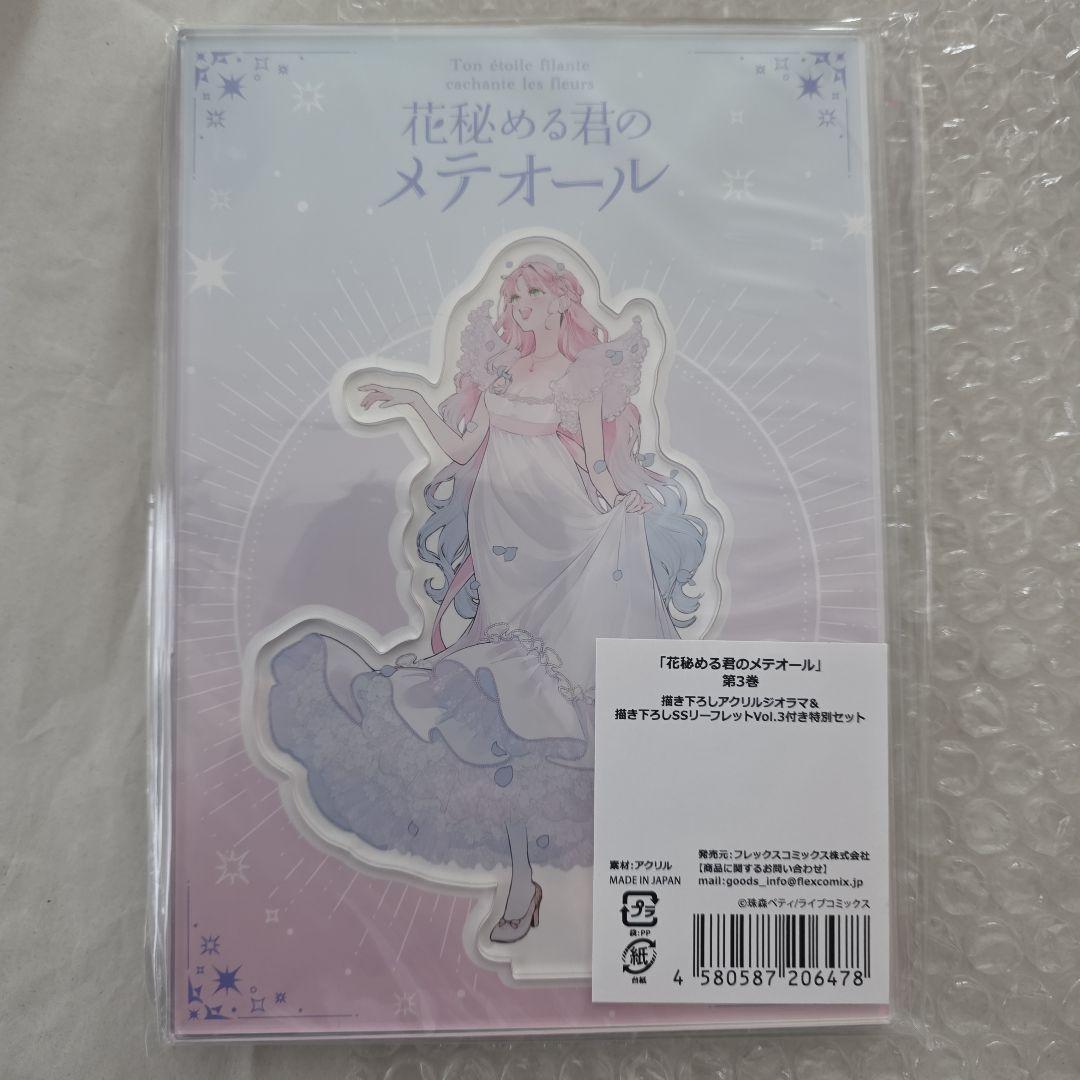 Ton étoile filante
cachante les fleurs
花秘める君の
メテオール
「花秘める君のメテオール」
第3巻
描き下ろしアクリルジオラマ&
描き下ろしSSリーフレットVol.3付き特別セット
発売元:フレックスコミックス株式会社
素材:アクリル 【商品に関するお問い合わせ】
MADE IN JAPAN mail:goods_info@flexcomix.jp
©珠森ベティ/ライブコミックス
プラ
袋:PP
紙
台紙
4 580587 206478